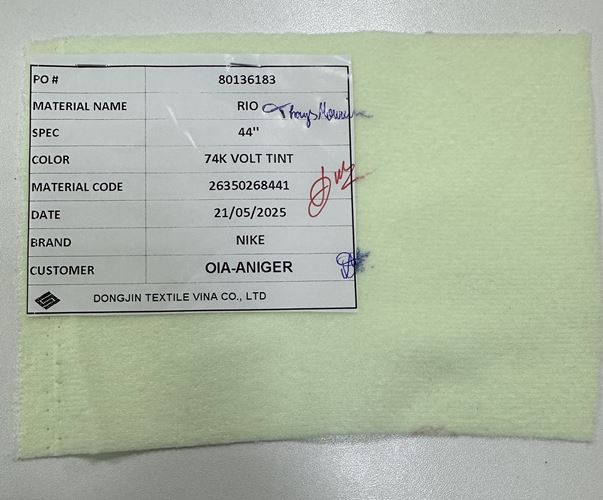 PO # 80136183
MATERIAL NAME RIO
SPEC 44"
COLOR 74K VOLT TINT
MATERIAL CODE 26350268441
DATE 21/05/2025
BRAND NIKE
CUSTOMER OIA-ANIGER
DONGJIN TEXTILE VINA CO., LTD